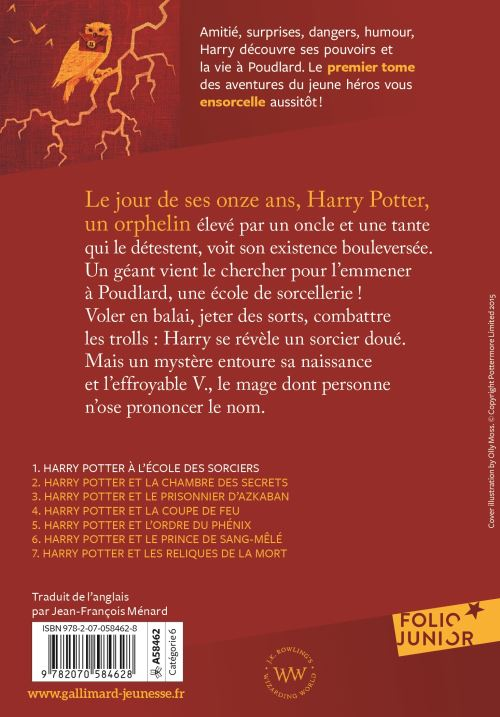 Amitié, surprises, dangers, humour,
Harry découvre ses pouvoirs et
la vie à Poudlard. Le premier tome
des aventures du jeune héros vous
ensorcelle aussitôt !
Le jour de ses onze ans, Harry Potter,
un orphelin élevé par un oncle et une tante
qui le détestent, voit son existence bouleversée.
Un géant vient le chercher pour l'emmener
à Poudlard, une école de sorcellerie !
Voler en balai, jeter des sorts, combattre
les trolls : Harry se révèle un sorcier doué.
Mais un mystère entoure sa naissance
et l'effroyable V., le mage dont personne
n'ose prononcer le nom.
Cover illustration by Olly Moss. © Copyright Pottermore Limited 2015
1. HARRY POTTER À L'ÉCOLE DES SORCIERS
2. HARRY POTTER ET LA CHAMBRE DES SECRETS
3. HARRY POTTER ET LE PRISONNIER D'AZKABAN
4. HARRY POTTER ET LA COUPE DE FEU
5. HARRY POTTER ET L'ORDRE DU PHÉNIX
6. HARRY POTTER ET LE PRINCE DE SANG-MÊLÉ
7. HARRY POTTER ET LES RELIQUES DE LA MORT
Traduit de l'anglais
par Jean-François Ménard
ISBN 978-2-07-058462-8
9 782070 584628
A58462
Catégorie 6
www.gallimard-jeunesse.fr
J.K. ROWLING'S
WW
WIZARDING WORLD
FOLIO
JUNIOR